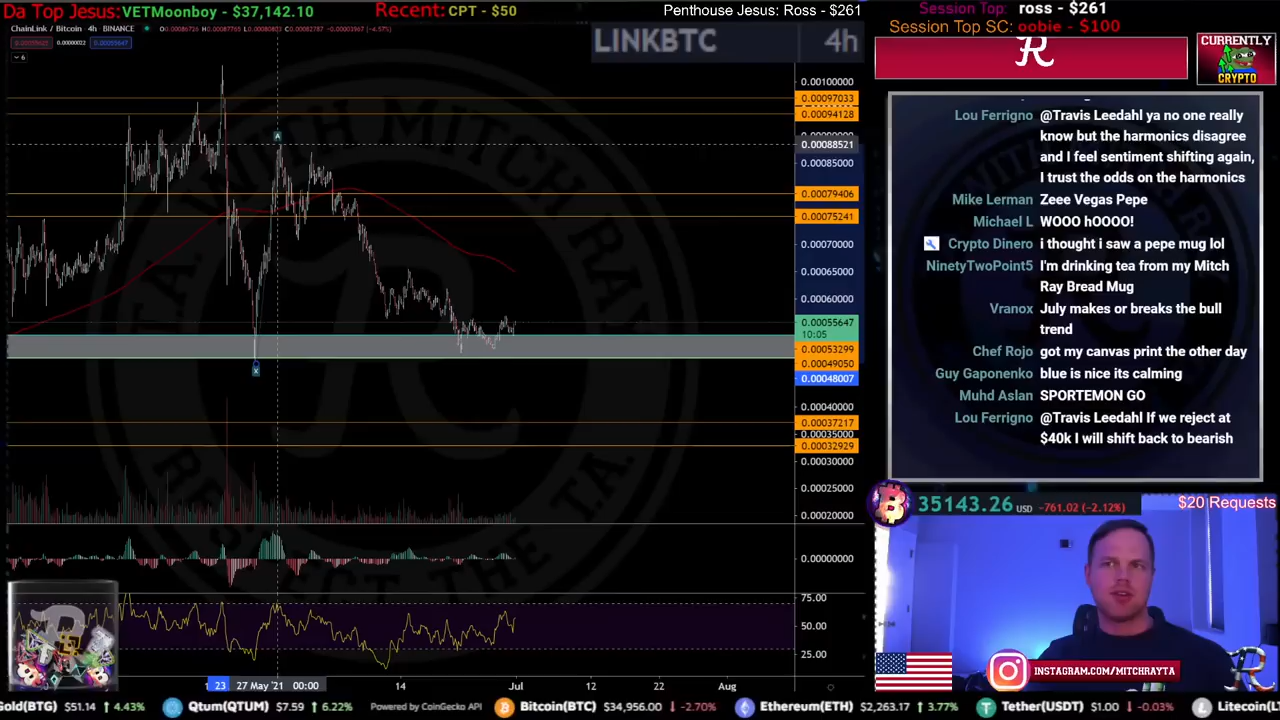 Da Top Jesus: VETMoonboy - $37,142.10
Recent: CPT - $50
Penthouse Jesus: Ross - $261
Session Top: ross - $261
Session Top SC: oobie - $100
ChainLink / Bitcoin 4h BINANCE
LINKBTC 4h
R
CURRENTLY
CRYPTO
0.00100000
0.00097033
0.00094128
0.00088521
0.00085000
0.00079406
0.00075241
0.00070000
0.00065000
0.00060000
0.00055647
10:05
0.00053299
0.00049050
0.00048007
0.00040000
0.00037217
0.00035000
0.00032929
0.00030000
0.00025000
0.00020000
0.00000000
75.00
50.00
25.00
A
X
23 27 May '21 00:00
14
Jul
12
22
Aug
Lou Ferrigno @Travis Leedahl ya no one really
know but the harmonics disagree
and I feel sentiment shifting again,
I trust the odds on the harmonics
Mike Lerman Zeee Vegas Pepe
Michael L WOOO hOOOO!
Crypto Dinero i thought i saw a pepe mug lol
NinetyTwoPoint5 I'm drinking tea from my Mitch
Ray Bread Mug
Vranox July makes or breaks the bull
trend
Chef Rojo got my canvas print the other day
Guy Gaponenko blue is nice its calming
Muhd Aslan SPORTEMON GO
Lou Ferrigno @Travis Leedahl If we reject at
$40k I will shift back to bearish
35143.26 USD -761.02 (-2.12%)
$20 Requests
INSTAGRAM.COM/MITCHRAYTA
Gold(BTG) $51.14 ↑ 4.43% Qtum(QTUM) $7.59 ↑ 6.22% Powered by CoinGecko API Bitcoin(BTC) $34,956.00 ↓ -2.70% Ethereum(ETH) $2,263.17 ↑ 3.77% Tether(USDT) $1.00 ↓ -0.03% Litecoin(L